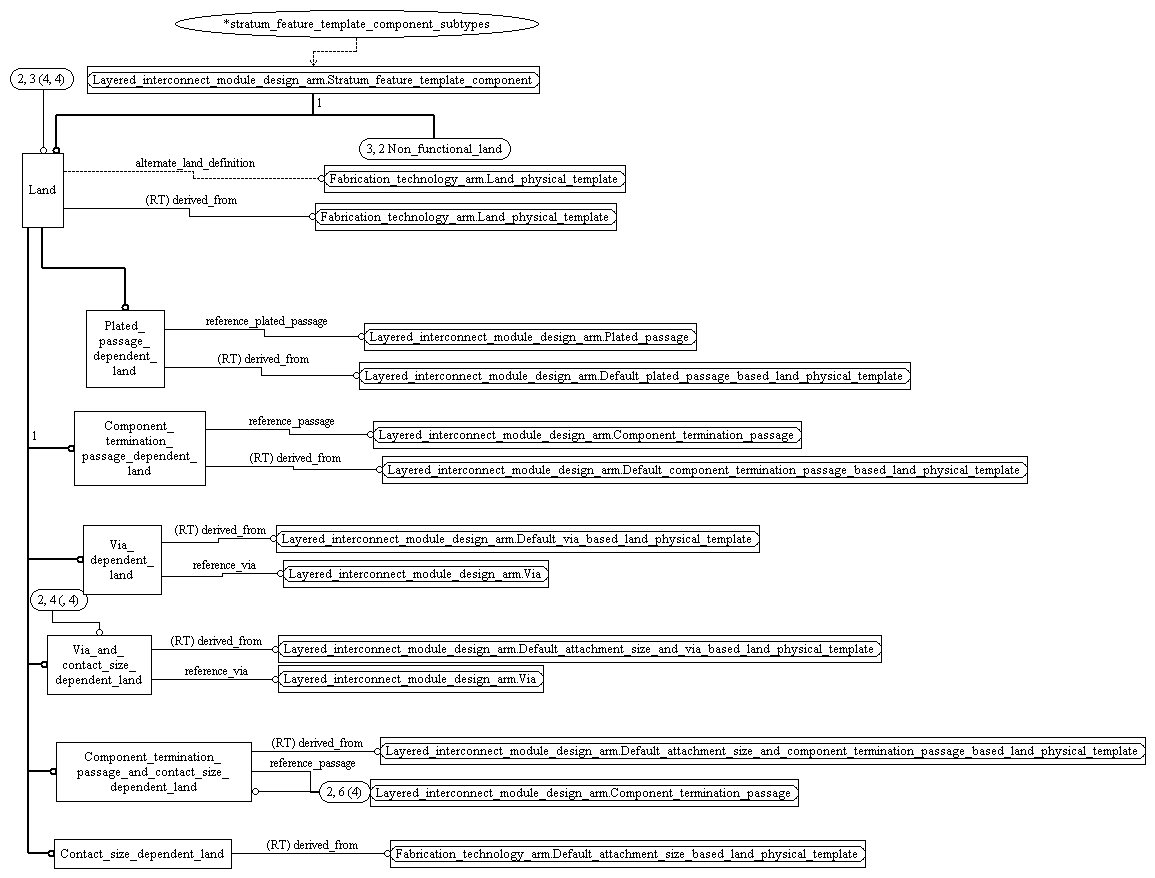 *stratum_feature_template_component_subtypes
2, 3 (4, 4)
Layered_interconnect_module_design_arm.Stratum_feature_template_component
1
3, 2 Non_functional_land
Land
alternate_land_definition
Fabrication_technology_arm.Land_physical_template
(RT) derived_from
Fabrication_technology_arm.Land_physical_template
Plated_
passage_
dependent_
land
reference_plated_passage
Layered_interconnect_module_design_arm.Plated_passage
(RT) derived_from
Layered_interconnect_module_design_arm.Default_plated_passage_based_land_physical_template
1
Component_
termination_
passage_dependent_
land
reference_passage
Layered_interconnect_module_design_arm.Component_termination_passage
(RT) derived_from
Layered_interconnect_module_design_arm.Default_component_termination_passage_based_land_physical_template
Via_
dependent_
land
(RT) derived_from
Layered_interconnect_module_design_arm.Default_via_based_land_physical_template
reference_via
Layered_interconnect_module_design_arm.Via
2, 4 (, 4)
Via_and_
contact_size_
dependent_land
(RT) derived_from
Layered_interconnect_module_design_arm.Default_attachment_size_and_via_based_land_physical_template
reference_via
Layered_interconnect_module_design_arm.Via
Component_termination_
passage_and_contact_size_
dependent_land
(RT) derived_from
Layered_interconnect_module_design_arm.Default_attachment_size_and_component_termination_passage_based_land_physical_template
reference_passage
2, 6 (4)
Layered_interconnect_module_design_arm.Component_termination_passage
Contact_size_dependent_land
(RT) derived_from
Fabrication_technology_arm.Default_attachment_size_based_land_physical_template